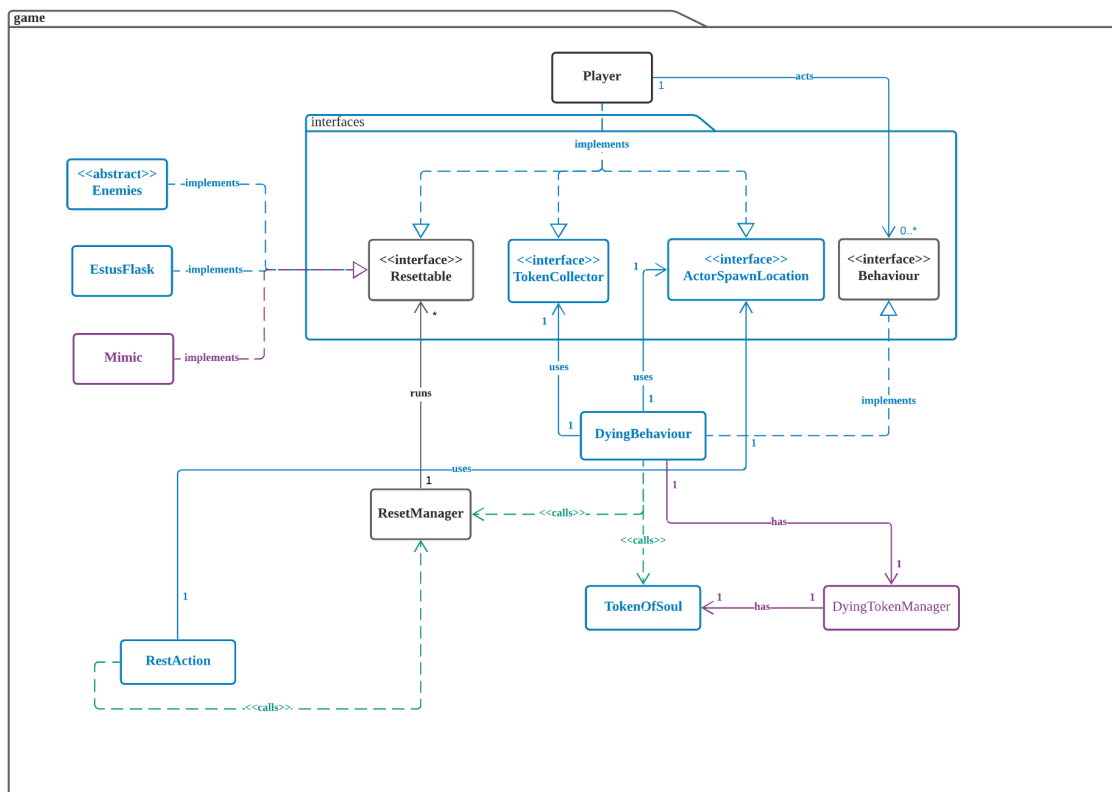 game
Player
acts
1
interfaces
implements
<<abstract>>
Enemies
implements
EstusFlask
implements
Mimic
implements
<<interface>>
Resettable
<<interface>>
TokenCollector
<<interface>>
ActorSpawnLocation
0..*
<<interface>>
Behaviour
1
*
1
uses
uses
runs
1
implements
1
DyingBehaviour
1
uses
1
1
ResetManager
1
<<calls>>
has
<<calls>>
1
1
TokenOfSoul
1
has
1
DyingTokenManager
RestAction
<<calls>>